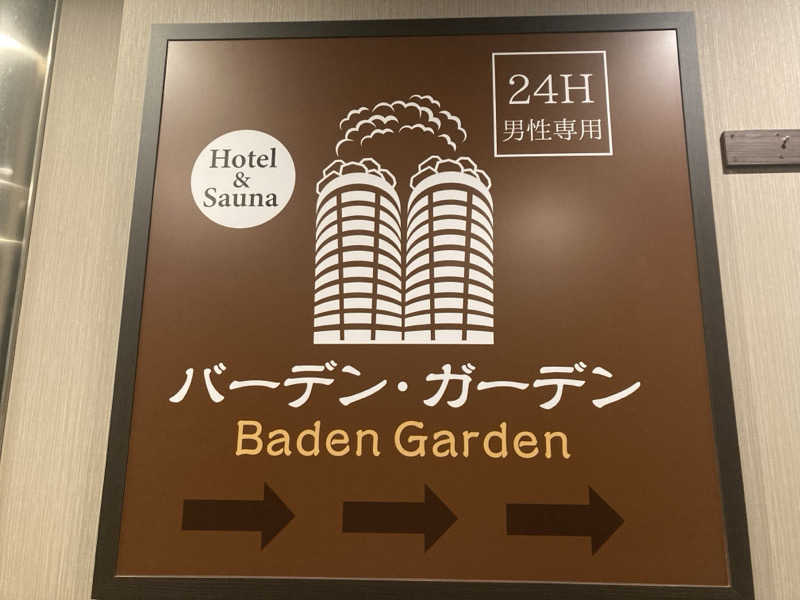 24H
男性専用
Hotel
&
Sauna
バーデン・ガーデン
Baden Garden